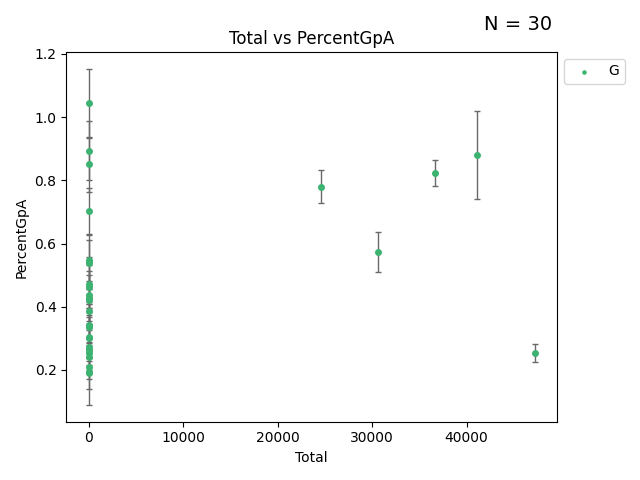 N = 30
Total vs PercentGpA
G
PercentGpA
1.2
1.0
0.8
0.6
0.4
0.2
0 10000 20000 30000 40000
Total